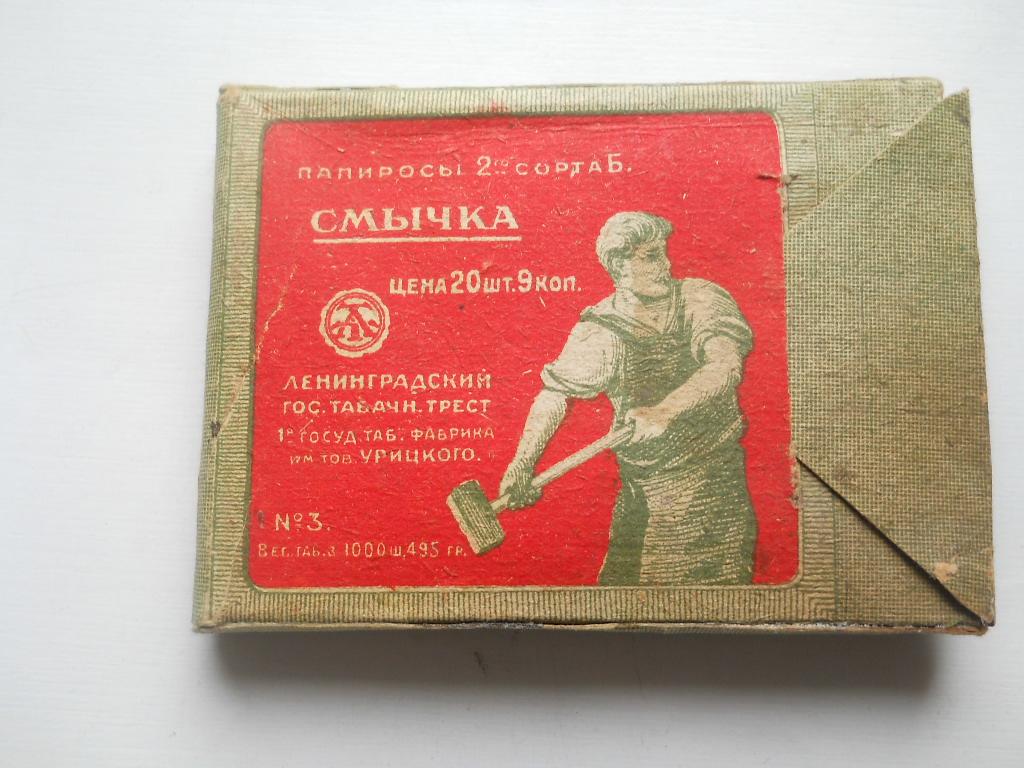 ПАПИРОСЫ 2го СОРТА Б.
СМЫЧКА
ЦЕНА 20 ШТ. 9 КОП.
ЛЕНИНГРАДСКИЙ
ГОС. ТАБАЧН. ТРЕСТ
1я ГОСУД. ТАБ. ФАБРИКА
им. тов. УРИЦКОГО.
№3.
ВЕС. ТАБ. в 1000 Ш. 495 ГР.